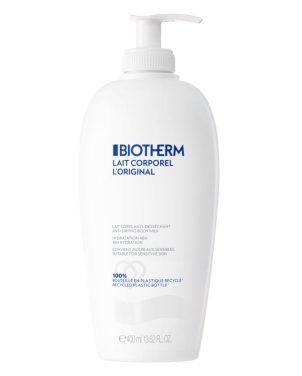 BIOTHERM
LAIT CORPOREL
L'ORIGINAL
LAIT CORPS ANTI-DESSÉCHANT
ANTI-DRYING BODY MILK
HYDRATATION 48H
48H HYDRATION
CONVIENT AUX PEAUX SENSIBLES
SUITABLE FOR SENSITIVE SKIN
100%
BOUTEILLE EN PLASTIQUE RECYCLÉ*
RECYCLED PLASTIC BOTTLE*
℮ 400 ml 13.52 FL.OZ.